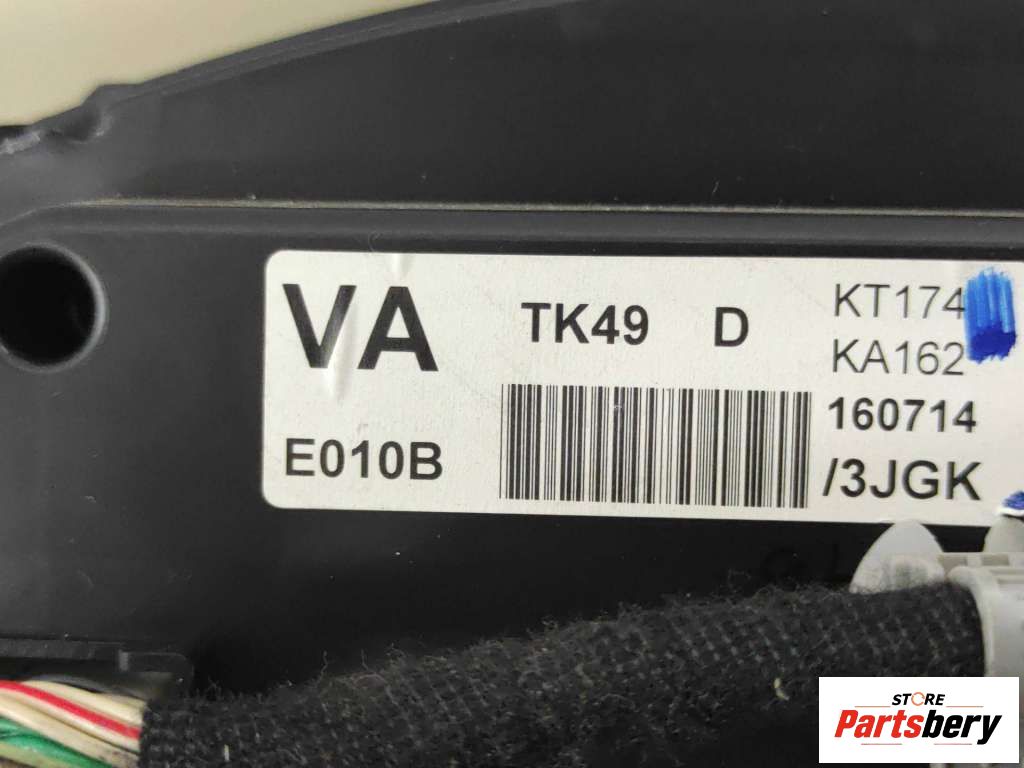 VA TK49 D KT174
KA162
E010B 160714
/3JGK
STORE
Partsbery